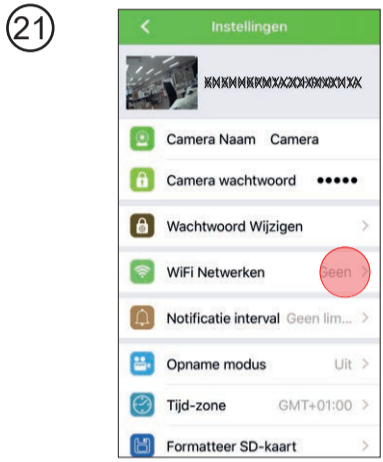 21
Instellingen
Camera Naam Camera
Camera wachtwoord •••••
Wachtwoord Wijzigen
WiFi Netwerken Geen
Notificatie interval Geen lim...
Opname modus Uit
Tijd-zone GMT+01:00
Formatteer SD-kaart